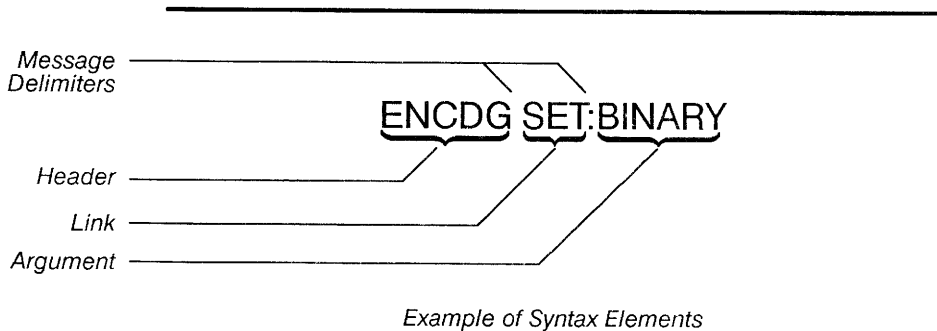 Message
Delimiters
ENCDG SET:BINARY
Header
Link
Argument
Example of Syntax Elements